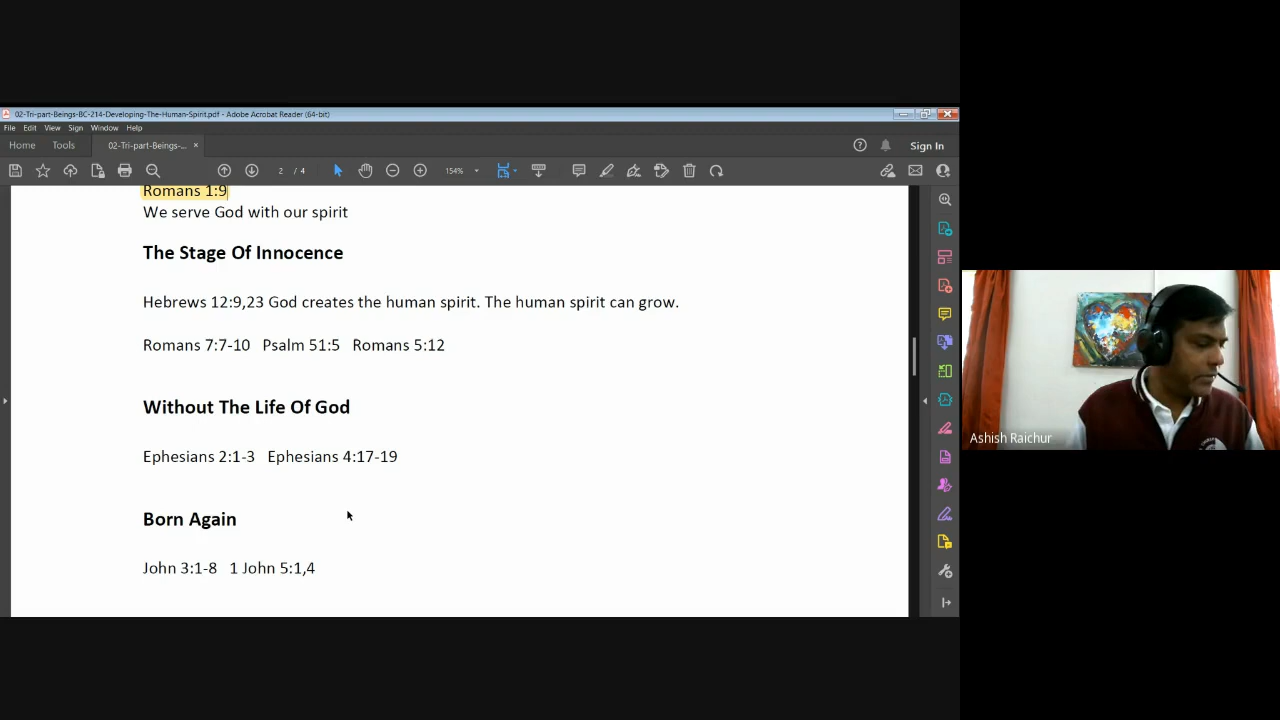 02-Tri-part-Beings-BC-214-Developing-The-Human-Spirit.pdf - Adobe Acrobat Reader (64-bit)
File Edit View Sign Window Help
Home Tools 02-Tri-part-Beings-... × Sign In
2 / 4 154%
Romans 1:9
We serve God with our spirit
The Stage Of Innocence
Hebrews 12:9,23 God creates the human spirit. The human spirit can grow.
Romans 7:7-10 Psalm 51:5 Romans 5:12
Without The Life Of God
Ephesians 2:1-3 Ephesians 4:17-19
Born Again
John 3:1-8 1 John 5:1,4
Ashish Raichur